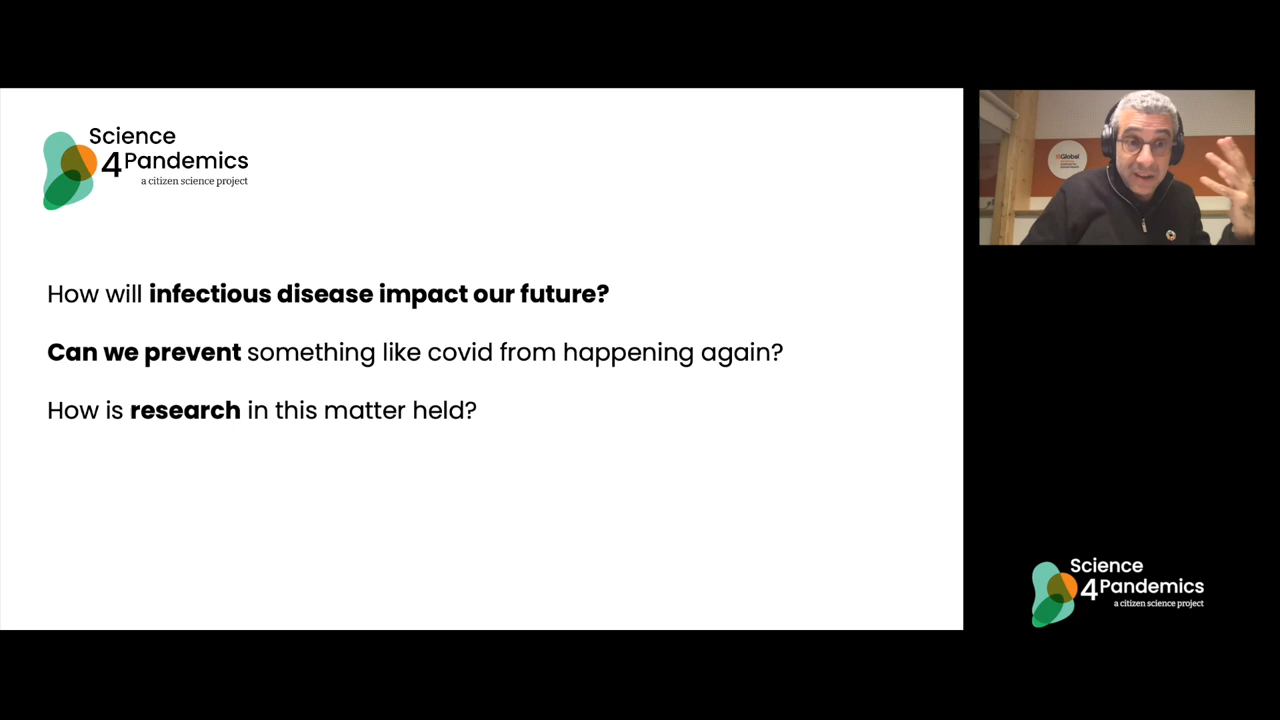 Science
4Pandemics
a citizen science project
How will infectious disease impact our future?
Can we prevent something like covid from happening again?
How is research in this matter held?
ISGlobal
Science
4Pandemics
a citizen science project